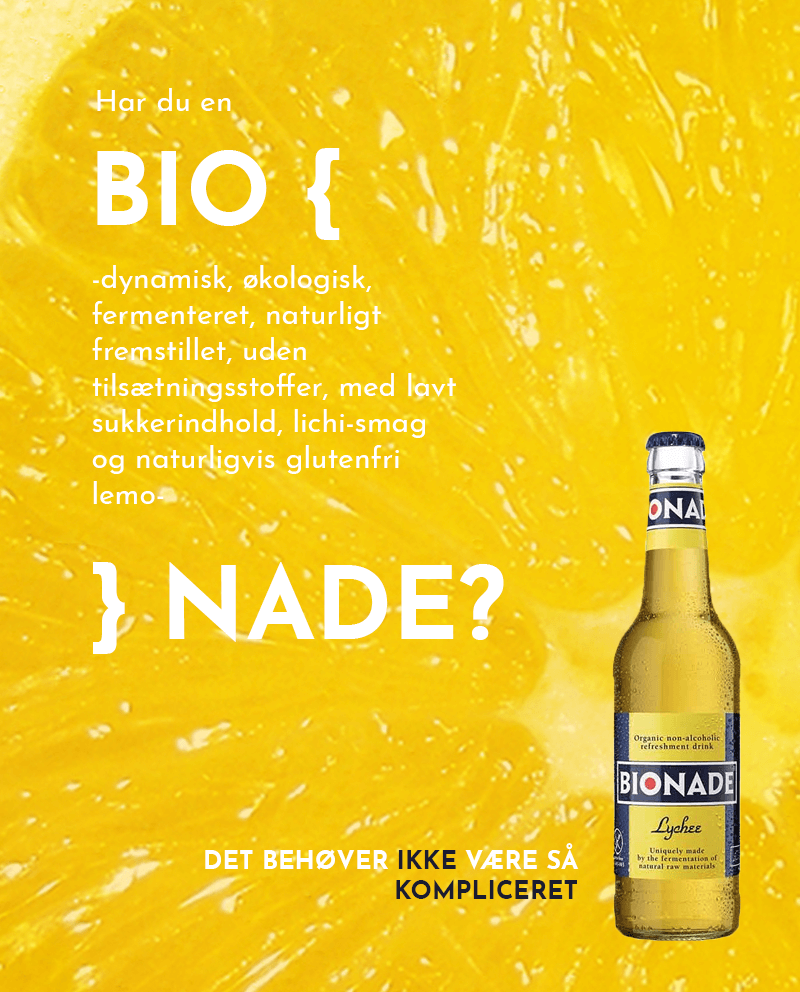 Har du en
BIO {
-dynamisk, økologisk,
fermenteret, naturligt
fremstillet, uden
tilsætningsstoffer, med lavt
sukkerindhold, lichi-smag
og naturligvis glutenfri
lemo-
} NADE?
ONA
Organic non-alcoholic
refreshment drink
BIONADE
Lychee
Uniquely made
by the fermentation of
natural raw materials
DET BEHØVER IKKE VÆRE SÅ
KOMPLICERET